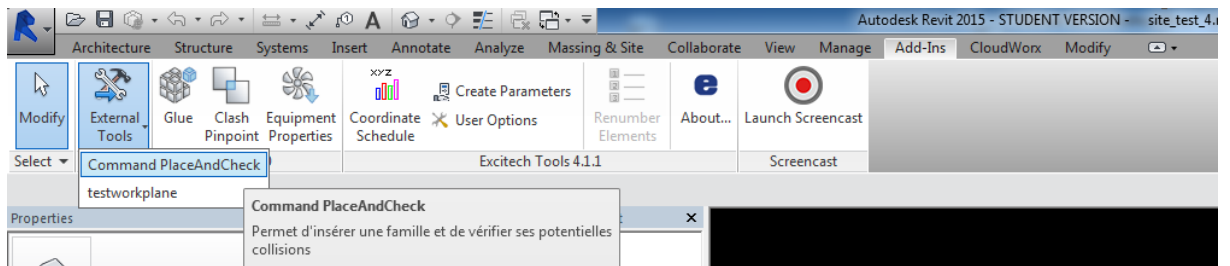 Autodesk Revit 2015 - STUDENT VERSION - site_test_4.r
Architecture Structure Systems Insert Annotate Analyze Massing & Site Collaborate View Manage Add-Ins CloudWorx Modify
Modify
External Tools
Glue
Clash Pinpoint
Equipment Properties
XYZ
Coordinate Schedule
Create Parameters
User Options
Renumber Elements
About...
Launch Screencast
Select
Excitech Tools 4.1.1
Screencast
Command PlaceAndCheck
testworkplane
Properties
Command PlaceAndCheck
Permet d'insérer une famille et de vérifier ses potentielles
collisions